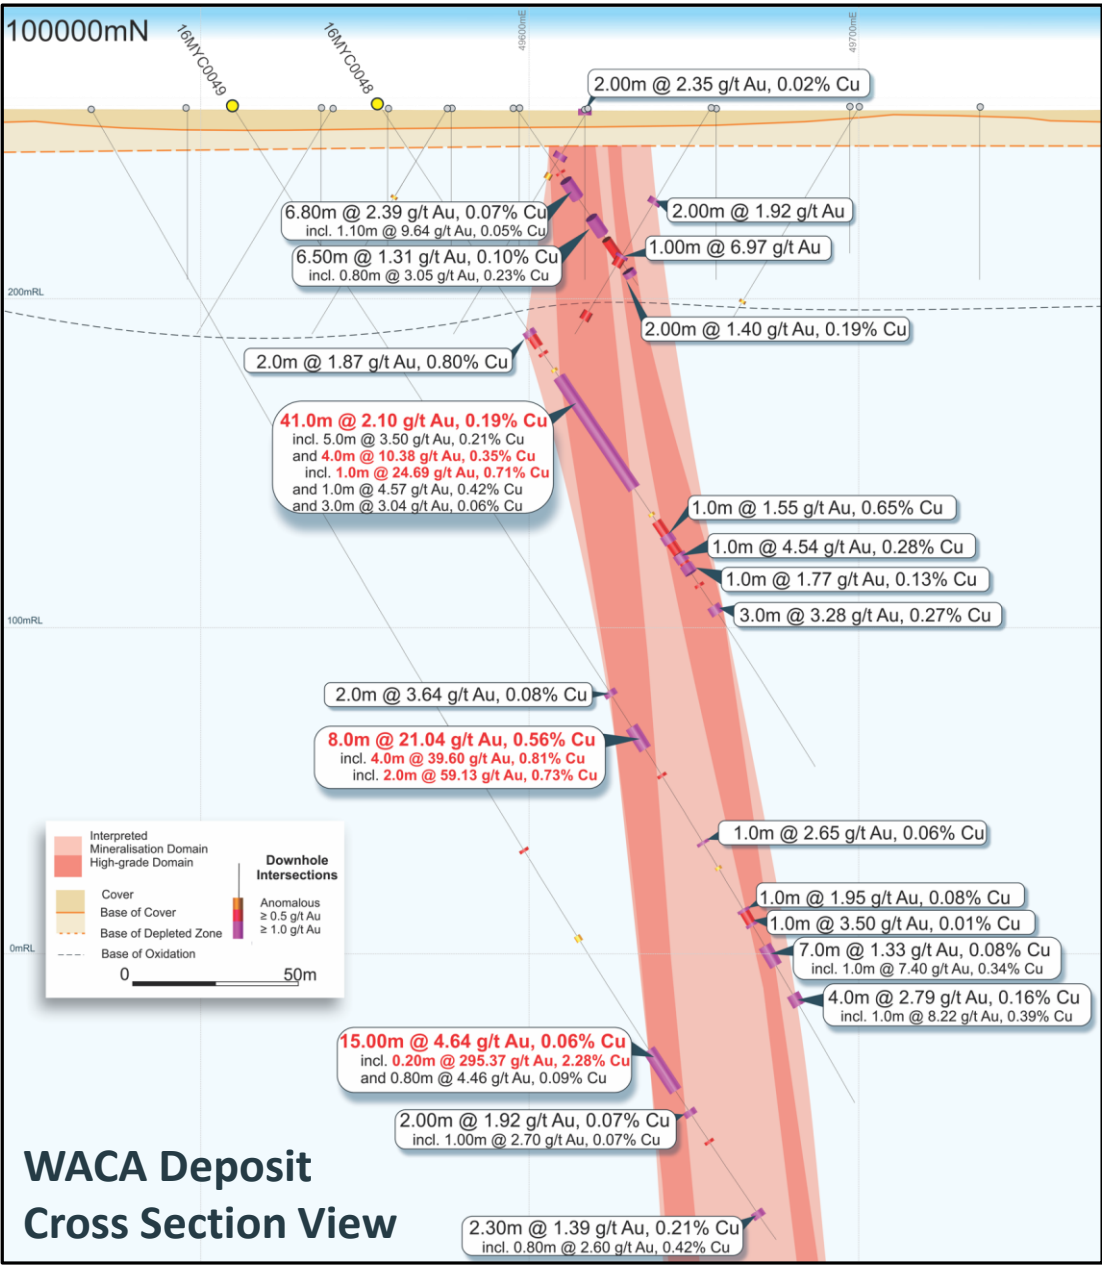 100000mN
16MYC0049
16MYC0048
49600mE
49700mE
2.00m @ 2.35 g/t Au, 0.02% Cu
6.80m @ 2.39 g/t Au, 0.07% Cu
incl. 1.10m @ 9.64 g/t Au, 0.05% Cu
2.00m @ 1.92 g/t Au
6.50m @ 1.31 g/t Au, 0.10% Cu
incl. 0.80m @ 3.05 g/t Au, 0.23% Cu
1.00m @ 6.97 g/t Au
200mRL
2.00m @ 1.40 g/t Au, 0.19% Cu
2.0m @ 1.87 g/t Au, 0.80% Cu
41.0m @ 2.10 g/t Au, 0.19% Cu
incl. 5.0m @ 3.50 g/t Au, 0.21% Cu
and 4.0m @ 10.38 g/t Au, 0.35% Cu
incl. 1.0m @ 24.69 g/t Au, 0.71% Cu
and 1.0m @ 4.57 g/t Au, 0.42% Cu
and 3.0m @ 3.04 g/t Au, 0.06% Cu
1.0m @ 1.55 g/t Au, 0.65% Cu
1.0m @ 4.54 g/t Au, 0.28% Cu
1.0m @ 1.77 g/t Au, 0.13% Cu
3.0m @ 3.28 g/t Au, 0.27% Cu
100mRL
2.0m @ 3.64 g/t Au, 0.08% Cu
8.0m @ 21.04 g/t Au, 0.56% Cu
incl. 4.0m @ 39.60 g/t Au, 0.81% Cu
incl. 2.0m @ 59.13 g/t Au, 0.73% Cu
1.0m @ 2.65 g/t Au, 0.06% Cu
1.0m @ 1.95 g/t Au, 0.08% Cu
1.0m @ 3.50 g/t Au, 0.01% Cu
7.0m @ 1.33 g/t Au, 0.08% Cu
incl. 1.0m @ 7.40 g/t Au, 0.34% Cu
4.0m @ 2.79 g/t Au, 0.16% Cu
incl. 1.0m @ 8.22 g/t Au, 0.39% Cu
Interpreted
Mineralisation Domain
High-grade Domain
Cover
Base of Cover
Base of Depleted Zone
Base of Oxidation
Downhole
Intersections
Anomalous
≥ 0.5 g/t Au
≥ 1.0 g/t Au
0
50m
0mRL
15.00m @ 4.64 g/t Au, 0.06% Cu
incl. 0.20m @ 295.37 g/t Au, 2.28% Cu
and 0.80m @ 4.46 g/t Au, 0.09% Cu
2.00m @ 1.92 g/t Au, 0.07% Cu
incl. 1.00m @ 2.70 g/t Au, 0.07% Cu
2.30m @ 1.39 g/t Au, 0.21% Cu
incl. 0.80m @ 2.60 g/t Au, 0.42% Cu
WACA Deposit
Cross Section View